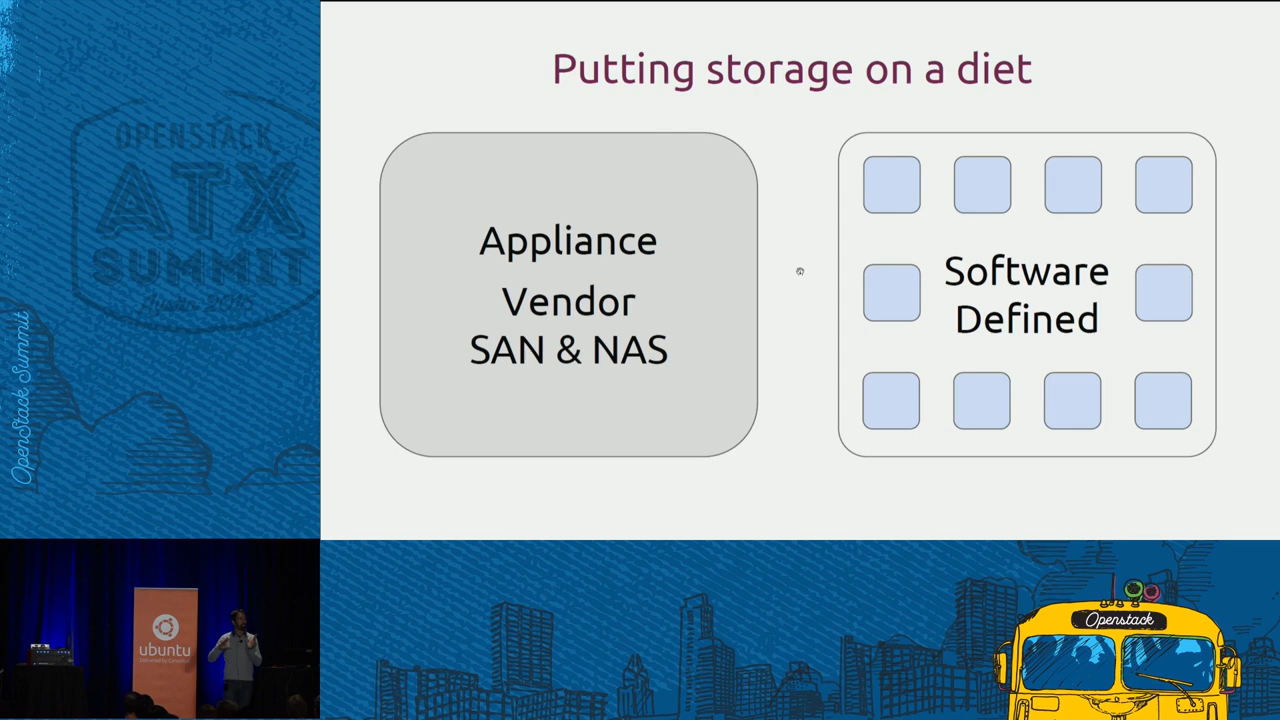 Putting storage on a diet
Appliance
Vendor
SAN & NAS
Software
Defined
OPENSTACK
ATX
SUMMIT
Austin 2016
OpenStack Summit
ubuntu
Openstack